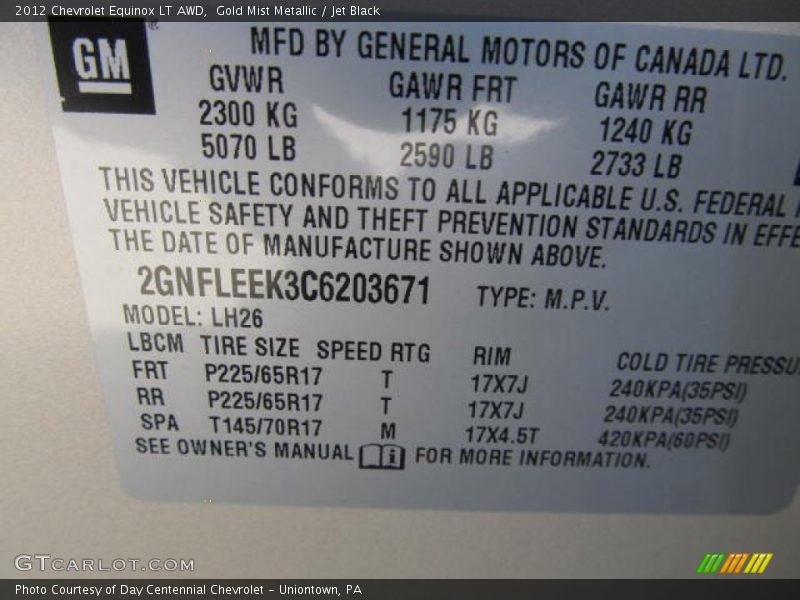 2012 Chevrolet Equinox LT AWD,  Gold Mist Metallic / Jet Black
GM
MFD BY GENERAL MOTORS OF CANADA LTD.
GVWR GAWR FRT GAWR RR
2300 KG 1175 KG 1240 KG
5070 LB 2590 LB 2733 LB
THIS VEHICLE CONFORMS TO ALL APPLICABLE U.S. FEDERAL
VEHICLE SAFETY AND THEFT PREVENTION STANDARDS IN EFFE
THE DATE OF MANUFACTURE SHOWN ABOVE.
2GNFLEEK3C6203671 TYPE: M.P.V.
MODEL: LH26
LBCM TIRE SIZE SPEED RTG RIM COLD TIRE PRESSU
FRT P225/65R17 T 17X7J 240KPA(35PSI)
RR P225/65R17 T 17X7J 240KPA(35PSI)
SPA T145/70R17 M 17X4.5T 420KPA(60PSI)
SEE OWNER'S MANUAL i FOR MORE INFORMATION.
GTCARLOT.COM
Photo Courtesy of Day Centennial Chevrolet - Uniontown, PA